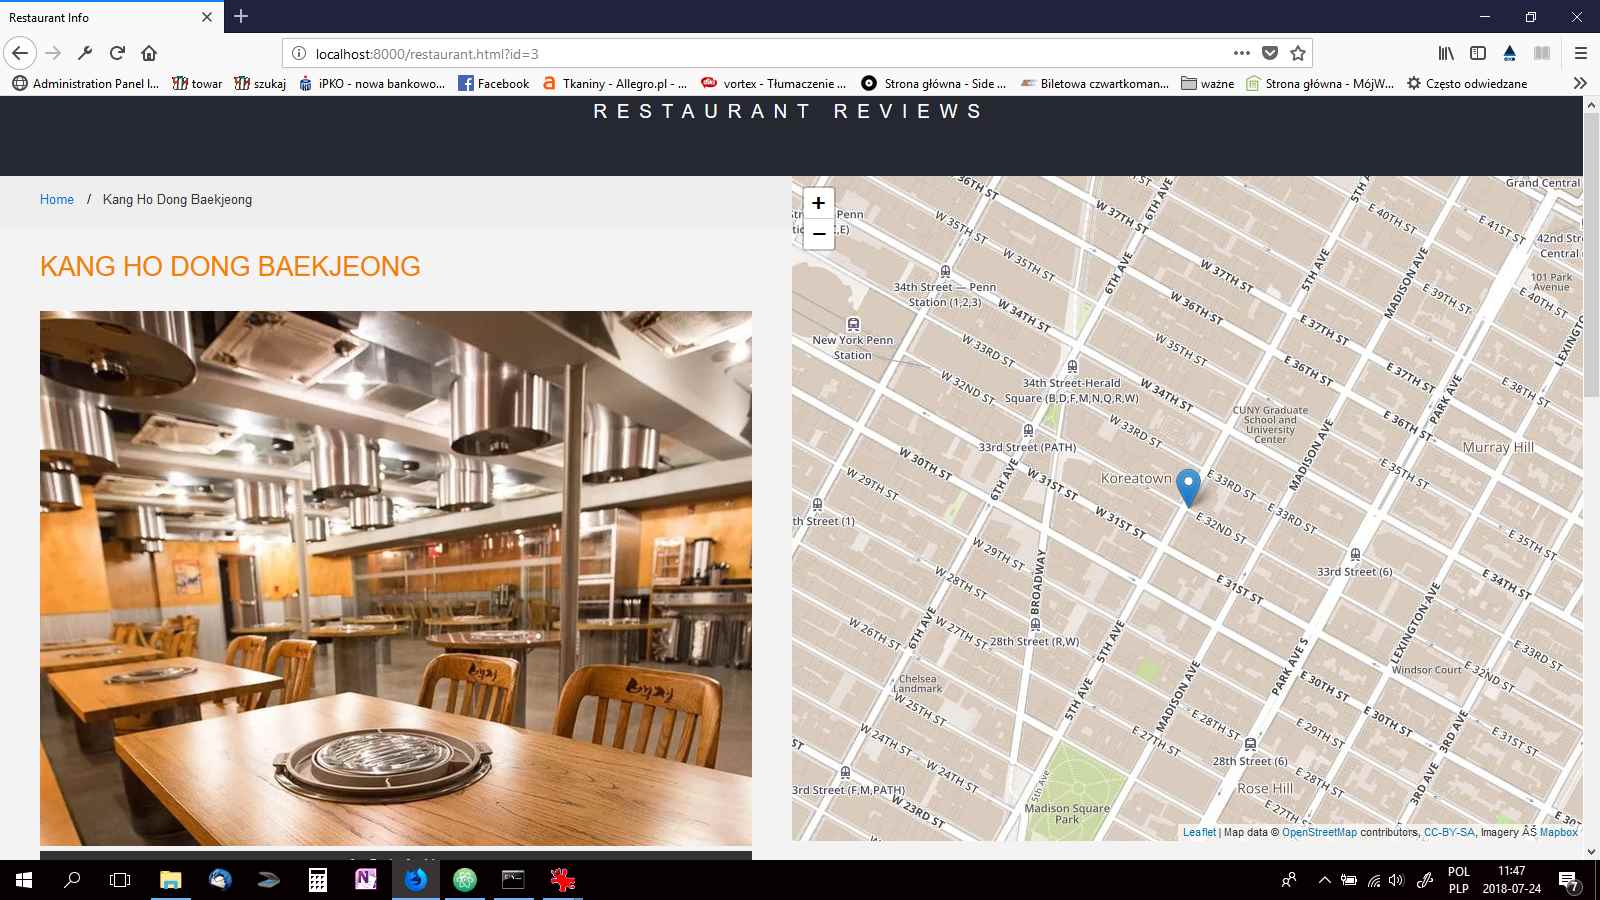 Restaurant Info
localhost:8000/restaurant.html?id=3
Administration Panel I...
towar
szukaj
iPKO - nowa bankowo...
Facebook
Tkaniny - Allegro.pl - ...
vortex - Tłumaczenie ...
Strona główna - Side ...
Biletowa czwartkoman...
ważne
Strona główna - MójW...
Często odwiedzane
RESTAURANT REVIEWS
Home / Kang Ho Dong Baekjeong
KANG HO DONG BAEKJEONG
+
−
Grand Central
W 36TH ST
W 37TH ST
6TH AVE
5TH A
E 40TH ST
E 41ST ST
Penn
C,E)
W 35TH ST
W 35TH ST
6TH AVE
W 37TH ST
5TH AVE
MADISON AVE
42nd Str
Central
101 Park
Avenue
34th Street — Penn
Station (1,2,3)
W 34TH ST
W 36TH ST
E 39TH ST
E 40TH
New York Penn
Station
W 33RD ST
W 35TH ST
E 37TH ST
LEXINGTO
34th Street-Herald
Square (B,D,F,M,N,Q,R,W)
W 32ND ST
W 34TH ST
E 36TH ST
E 37TH ST
E 38TH ST
PARK AVE
CUNY Graduate
School and
University
Center
W 33RD ST
33rd Street (PATH)
E 36TH ST
Murray Hill
W 30TH ST
W 29TH ST
6TH AVE
W 31ST ST
Koreatown
E 33RD ST
MADISON AVE
E 35TH ST
th Street (1)
W 31ST ST
E 32ND ST
E 33RD ST
E 35TH ST
W 29TH ST
W 28TH ST
BROADWAY
E 31ST ST
33rd Street (6)
E 34TH ST
W 26TH ST
6TH AVE
W 27TH ST
28th Street (R,W)
5TH AVE
LEXINGTON AVE
E 33RD ST
Chelsea
Landmark
W 25TH ST
5TH AVE
MADISON AVE
PARK AVE S
E 30TH ST
Windsor Court
E 32ND ST
W 24TH ST
W 24TH ST
E 28TH ST
E 27TH ST
E 29TH ST
E 30TH ST
3RD AVE
E 31ST ST
28th Street (6)
3rd Street (F,M,PATH)
W 23RD ST
5th Ave
Madison Square
Park
Rose Hill
E 28TH ST
E 27TH
3RD AVE
Leaflet | Map data © OpenStreetMap contributors, CC-BY-SA, Imagery ÂŠ Mapbox
POL
PLP
11:47
2018-07-24
7